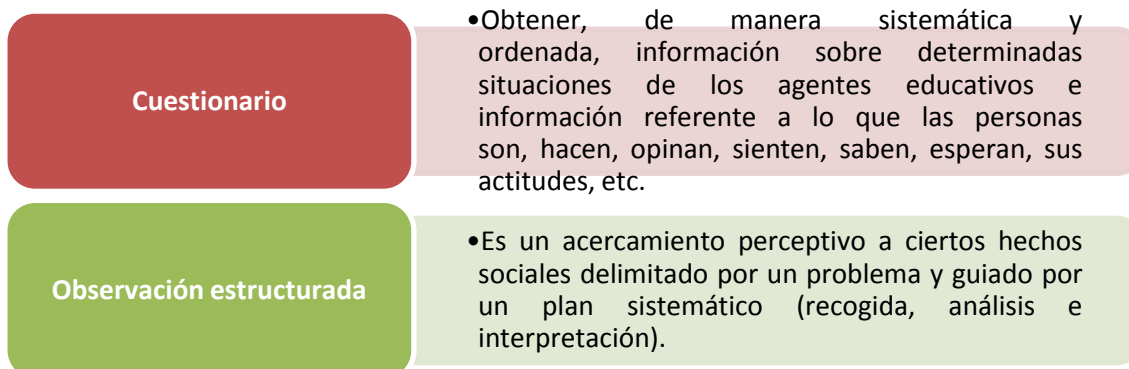 Cuestionario
•Obtener, de manera sistemática y
ordenada, información sobre determinadas
situaciones de los agentes educativos e
información referente a lo que las personas
son, hacen, opinan, sienten, saben, esperan, sus
actitudes, etc.
Observación estructurada
•Es un acercamiento perceptivo a ciertos hechos
sociales delimitado por un problema y guiado por
un plan sistemático (recogida, análisis e
interpretación).